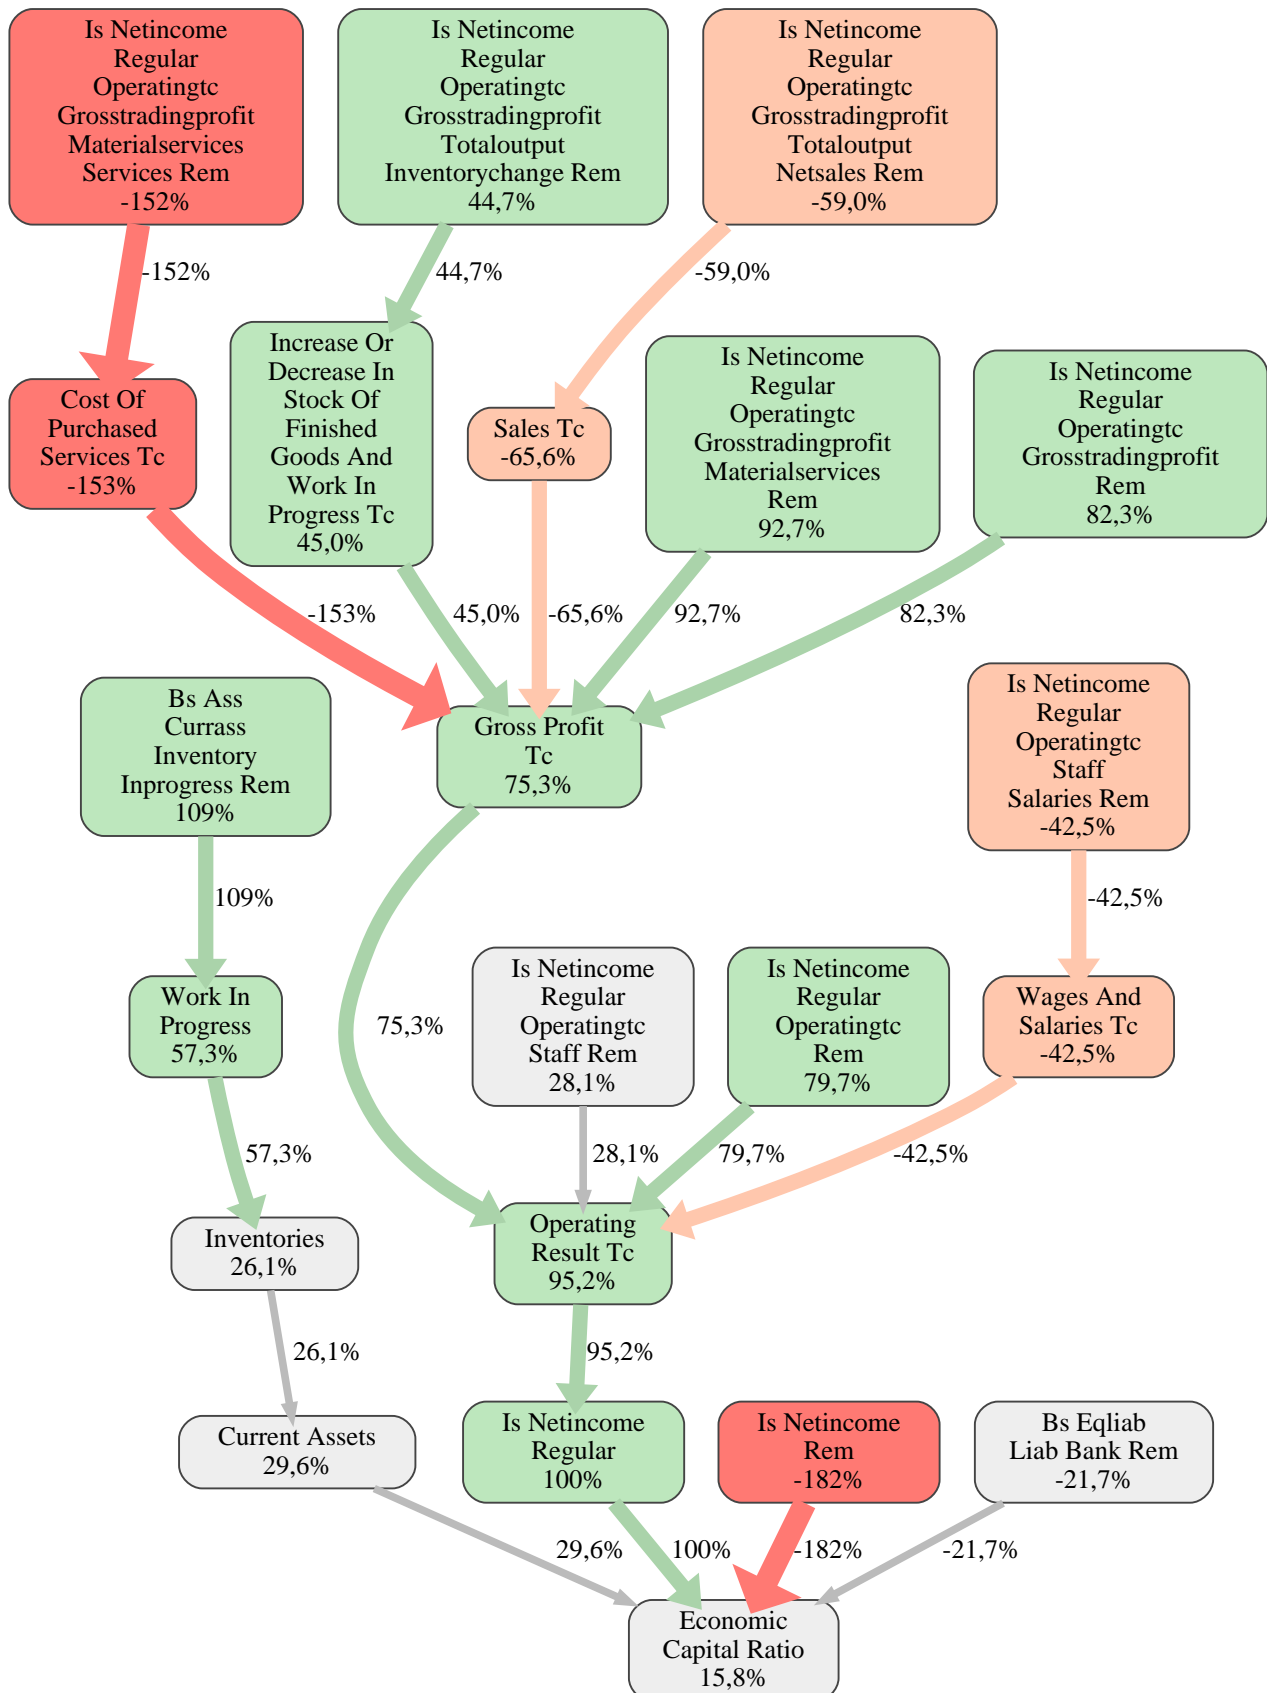 Is Netincome
Regular
Operatingtc
Grosstradingprofit
Materialservices
Services Rem
-152%
Is Netincome
Regular
Operatingtc
Grosstradingprofit
Totaloutput
Inventorychange Rem
44,7%
Is Netincome
Regular
Operatingtc
Grosstradingprofit
Totaloutput
Netsales Rem
-59,0%
-152%
44,7%
-59,0%
Cost Of
Purchased
Services Tc
-153%
Increase Or
Decrease In
Stock Of
Finished
Goods And
Work In
Progress Tc
45,0%
Sales Tc
-65,6%
Is Netincome
Regular
Operatingtc
Grosstradingprofit
Materialservices
Rem
92,7%
Is Netincome
Regular
Operatingtc
Grosstradingprofit
Rem
82,3%
-153%
45,0%
-65,6%
92,7%
82,3%
Bs Ass
Currass
Inventory
Inprogress Rem
109%
Gross Profit
Tc
75,3%
Is Netincome
Regular
Operatingtc
Staff
Salaries Rem
-42,5%
109%
-42,5%
Work In
Progress
57,3%
75,3%
Is Netincome
Regular
Operatingtc
Staff Rem
28,1%
Is Netincome
Regular
Operatingtc
Rem
79,7%
Wages And
Salaries Tc
-42,5%
57,3%
28,1%
79,7%
-42,5%
Inventories
26,1%
Operating
Result Tc
95,2%
26,1%
95,2%
Current Assets
29,6%
Is Netincome
Regular
100%
Is Netincome
Rem
-182%
Bs Eqliab
Liab Bank Rem
-21,7%
29,6%
100%
-182%
-21,7%
Economic
Capital Ratio
15,8%